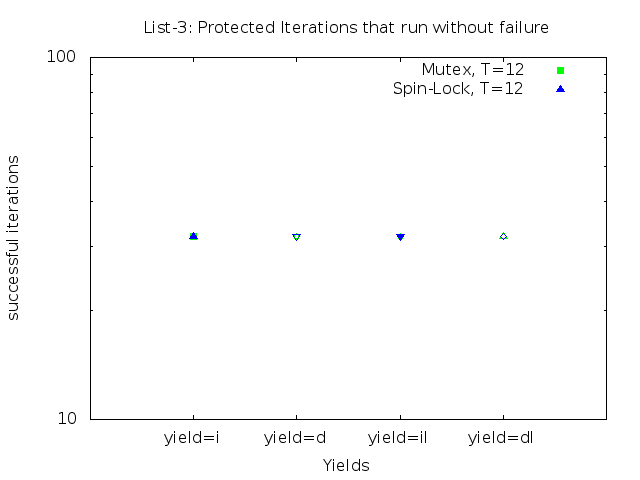 List-3: Protected Iterations that run without failure
100
Mutex, T=12
Spin-Lock, T=12
successful iterations
10
yield=i yield=d yield=il yield=dl
Yields